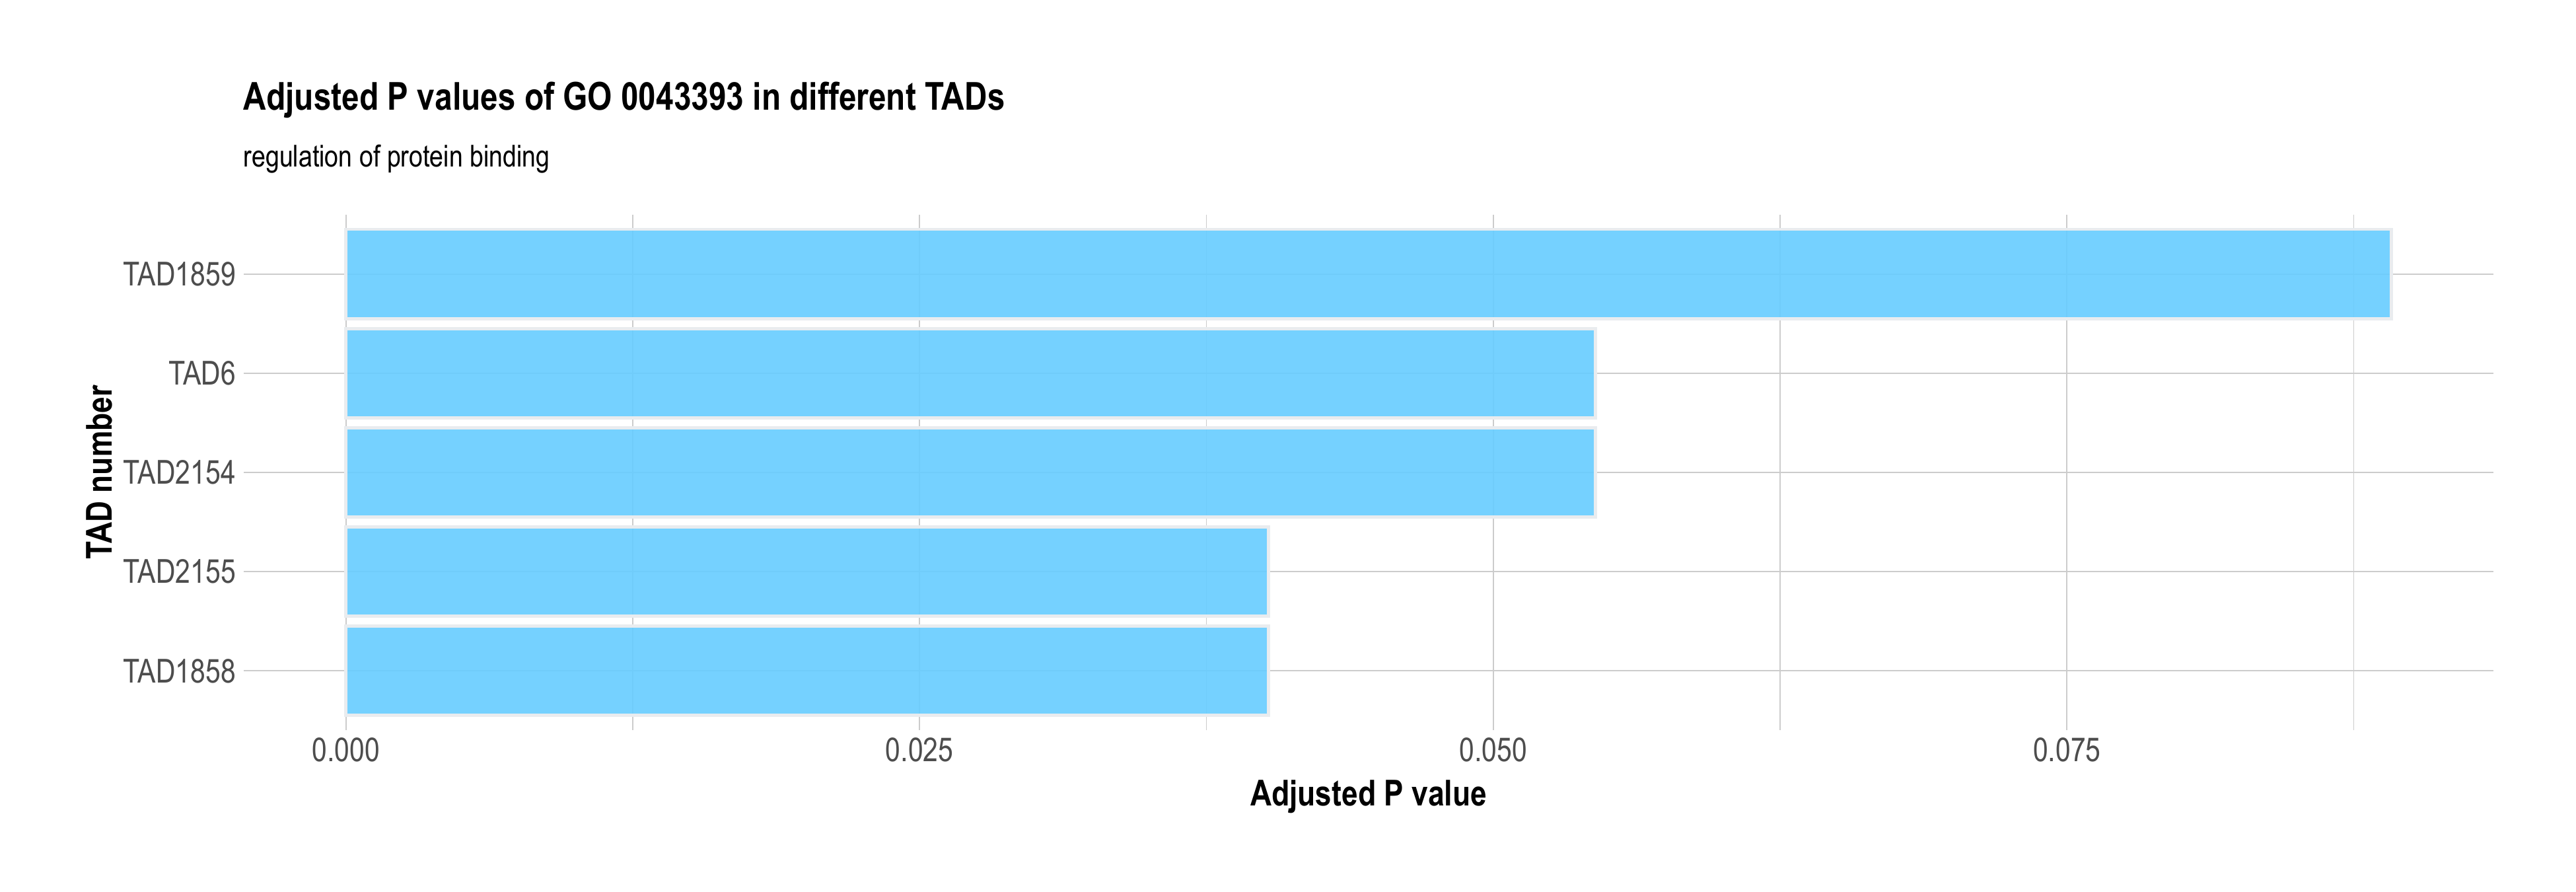 Adjusted P values of GO 0043393 in different TADs
regulation of protein binding
TAD number
TAD1859
TAD6
TAD2154
TAD2155
TAD1858
0.000 0.025 0.050 0.075
Adjusted P value